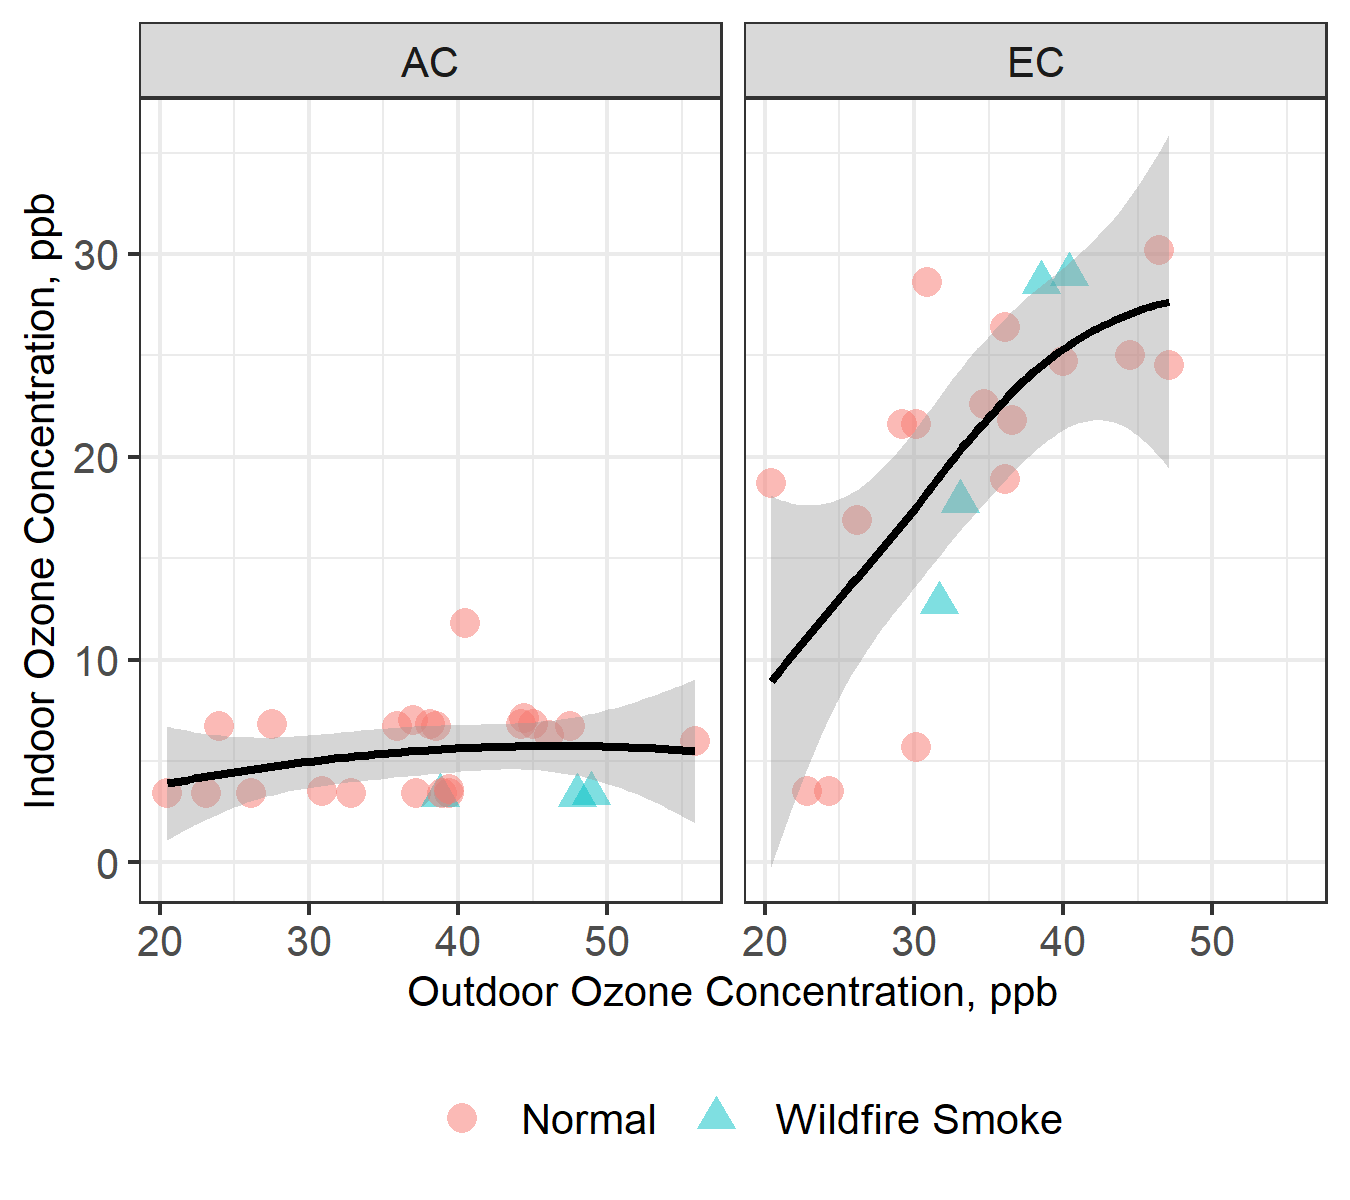 AC
EC
Indoor Ozone Concentration, ppb
30
20
10
0
20 30 40 50
20 30 40 50
Outdoor Ozone Concentration, ppb
Normal
Wildfire Smoke